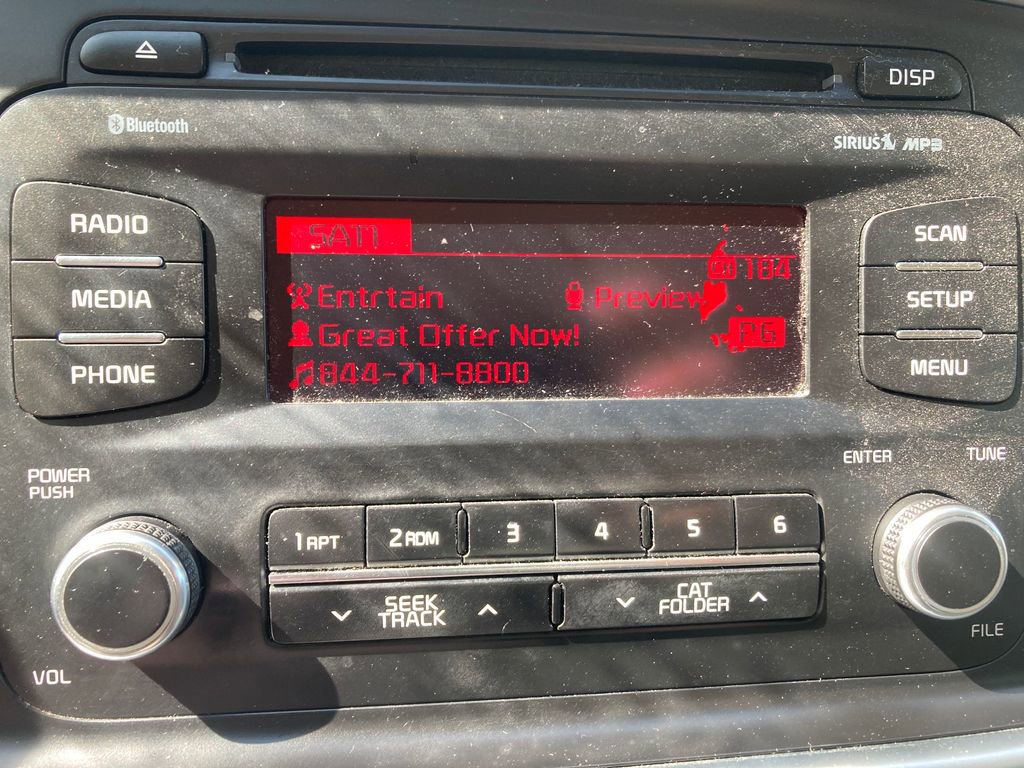 DISP
Bluetooth
SIRIUS MP3
RADIO
MEDIA
PHONE
SAT1
CH 184
Entrtain Preview
Great Offer Now! P.6
844-711-8800
SCAN
SETUP
MENU
POWER
PUSH
VOL
ENTER TUNE
FILE
1 RPT 2 RDM 3 4 5 6
SEEK
TRACK
CAT
FOLDER